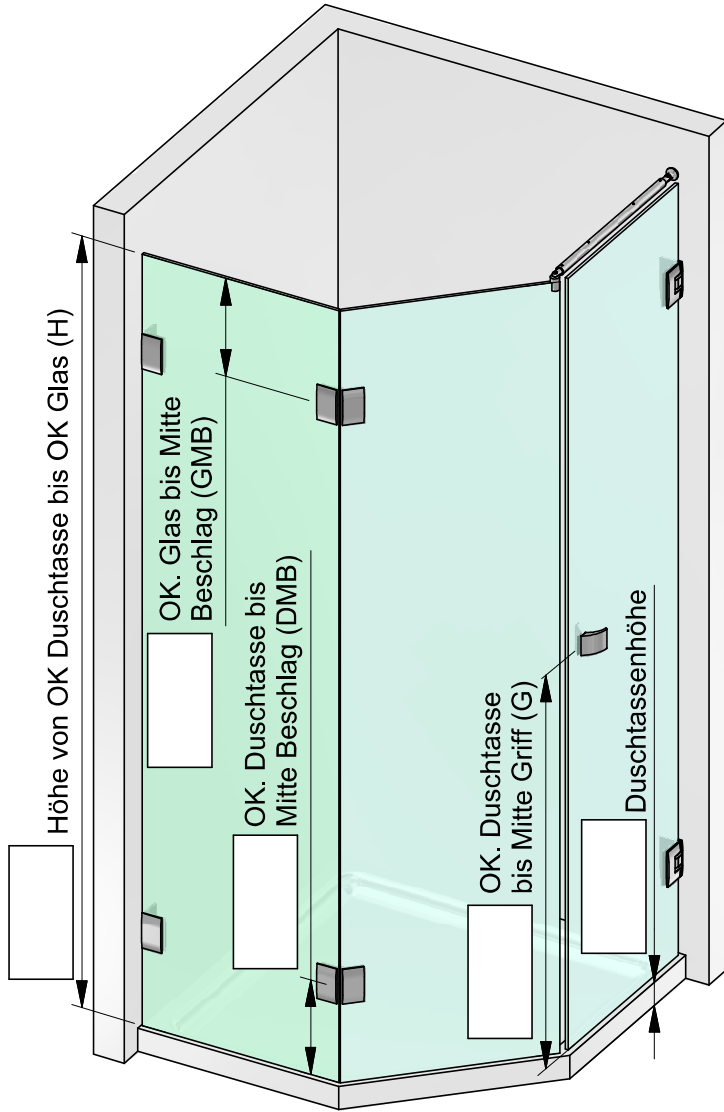 Höhe von OK Duschtasse bis OK Glas (H)
OK. Glas bis Mitte
Beschlag (GMB)
OK. Duschtasse bis
Mitte Beschlag (DMB)
OK. Duschtasse
bis Mitte Griff (G)
Duschtassenhöhe